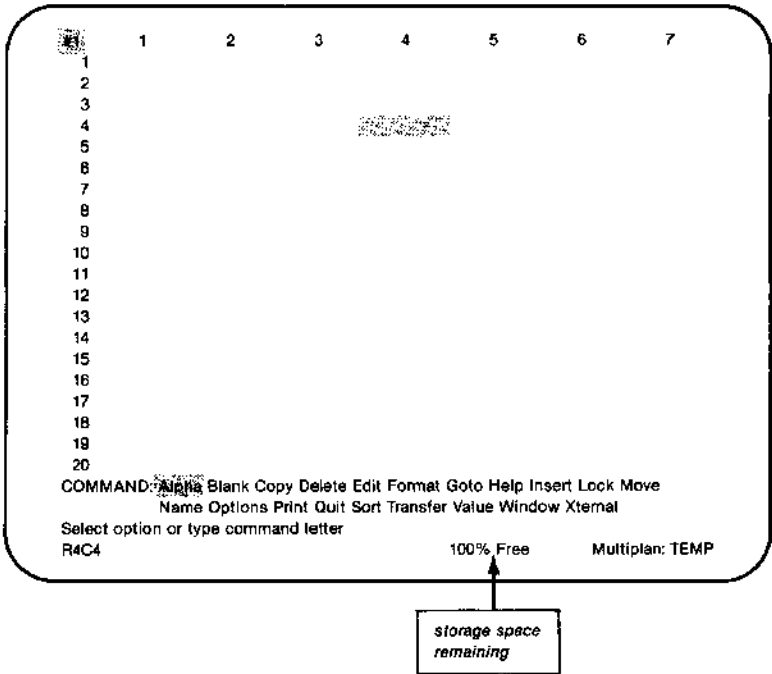 #1 1 2 3 4 5 6 7
1
2
3
4
5
6
7
8
9
10
11
12
13
14
15
16
17
18
19
20
COMMAND: Alpha Blank Copy Delete Edit Format Goto Help Insert Lock Move
Name Options Print Quit Sort Transfer Value Window Xternal
Select option or type command letter
R4C4 100% Free Multiplan: TEMP
storage space
remaining